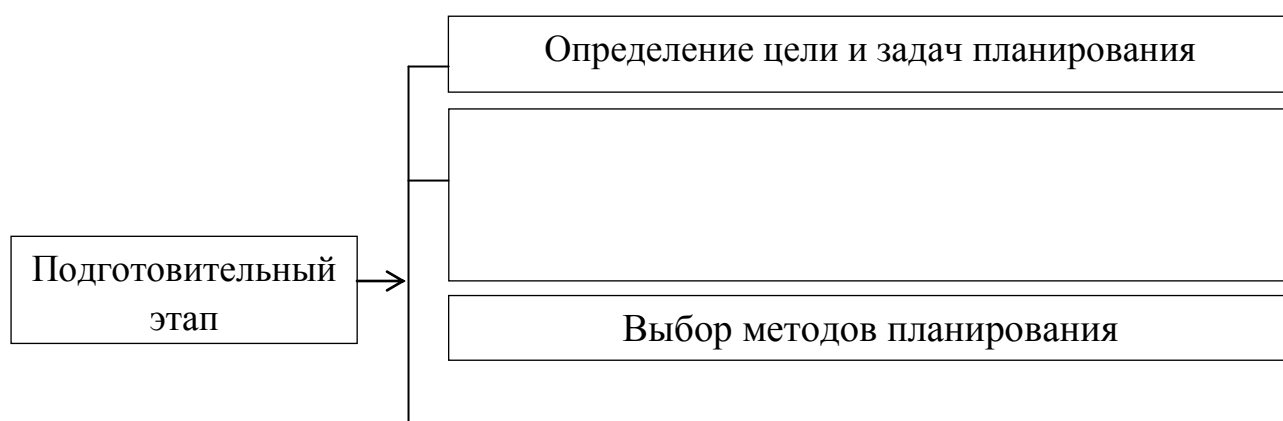 Определение цели и задач планирования
Подготовительный
этап
Выбор методов планирования